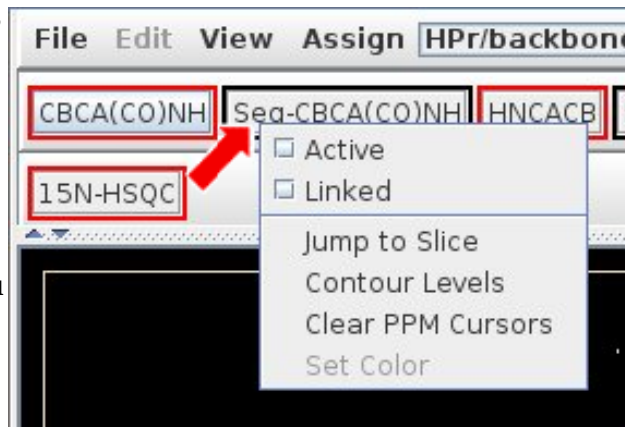 File Edit View Assign HPr/backbone
CBCA(CO)NH Seq-CBCA(CO)NH HNCACB
15N-HSQC
Active
Linked
Jump to Slice
Contour Levels
Clear PPM Cursors
Set Color